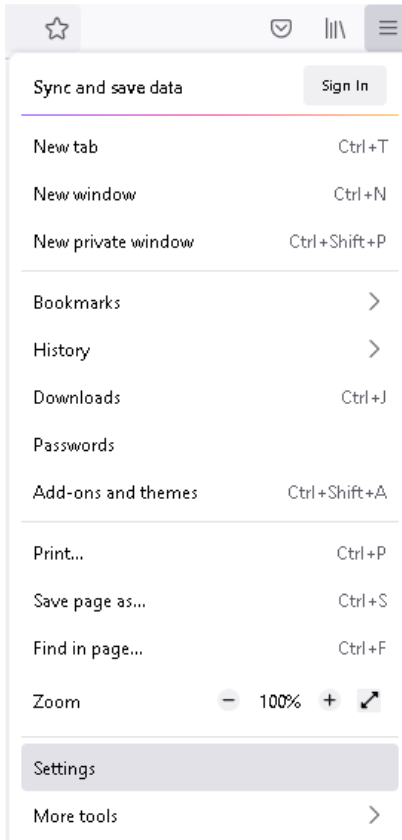 Sync and save data Sign In
New tab Ctrl+T
New window Ctrl+N
New private window Ctrl+Shift+P
Bookmarks
History
Downloads Ctrl+J
Passwords
Add-ons and themes Ctrl+Shift+A
Print... Ctrl+P
Save page as... Ctrl+S
Find in page... Ctrl+F
Zoom − 100% +
Settings
More tools